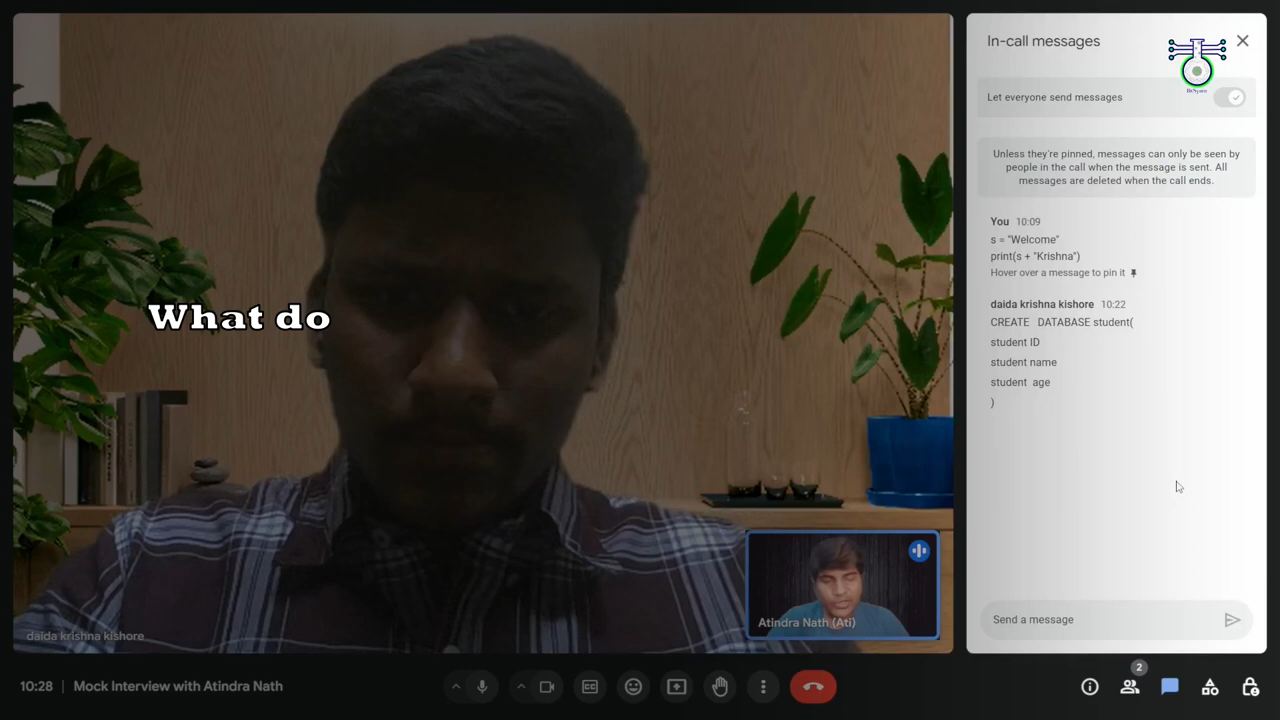 In-call messages
Let everyone send messages
Unless they're pinned, messages can only be seen by
people in the call when the message is sent. All
messages are deleted when the call ends.
You 10:09
s = "Welcome"
print(s + "Krishna")
Hover over a message to pin it
daida krishna kishore 10:22
CREATE DATABASE student(
student ID
student name
student age
)
What do
daida krishna kishore
Atindra Nath (Ati)
Send a message
10:28 | Mock Interview with Atindra Nath
2